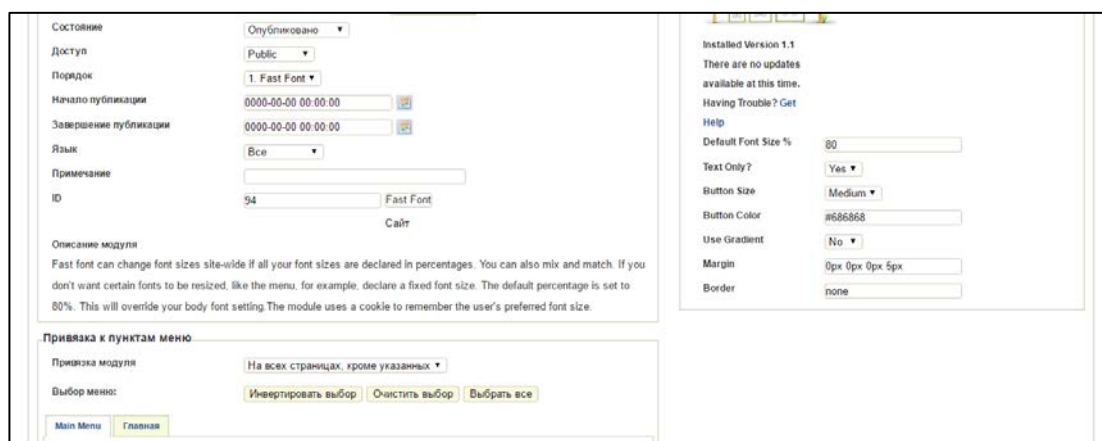 Состояние Опубликовано
Доступ Public
Порядок 1. Fast Font
Начало публикации 0000-00-00 00:00:00
Завершение публикации 0000-00-00 00:00:00
Язык Все
Примечание
ID 94 Fast Font
Сайт
Описание модуля
Fast font can change font sizes site-wide if all your font sizes are declared in percentages. You can also mix and match. If you
don't want certain fonts to be resized, like the menu, for example, declare a fixed font size. The default percentage is set to
80%. This will override your body font setting.The module uses a cookie to remember the user's preferred font size.
Привязка к пунктам меню
Привязка модуля На всех страницах, кроме указанных
Выбор меню: Инвертировать выбор Очистить выбор Выбрать все
Main Menu Главная
Installed Version 1.1
There are no updates
available at this time.
Having Trouble? Get
Help
Default Font Size % 80
Text Only? Yes
Button Size Medium
Button Color #686868
Use Gradient No
Margin 0px 0px 0px 5px
Border none